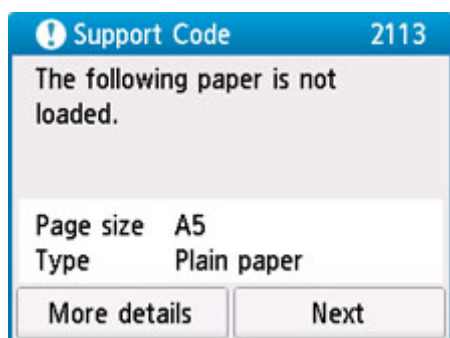 Support Code 2113
The following paper is not
loaded.
Page size A5
Type Plain paper
More details Next